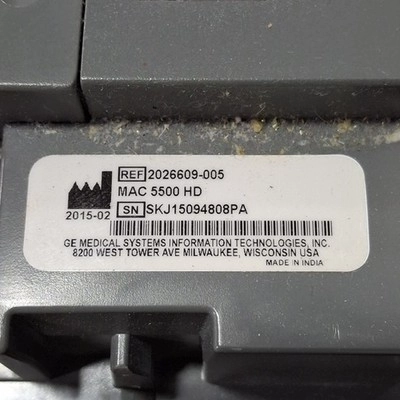 REF 2026609-005
MAC 5500 HD
2015-02 SN SKJ15094808PA
GE MEDICAL SYSTEMS INFORMATION TECHNOLOGIES, INC.
8200 WEST TOWER AVE MILWAUKEE, WISCONSIN USA
MADE IN INDIA